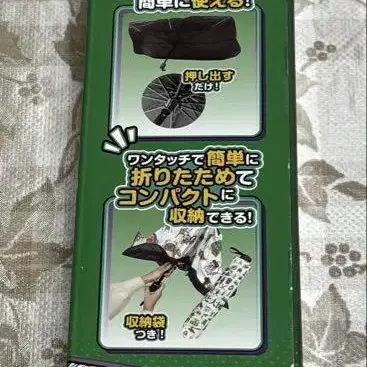 簡単に使える!
押し出す
だけ!
ワンタッチで簡単に
折りたためて
コンパクトに
収納できる!
収納袋
つき!